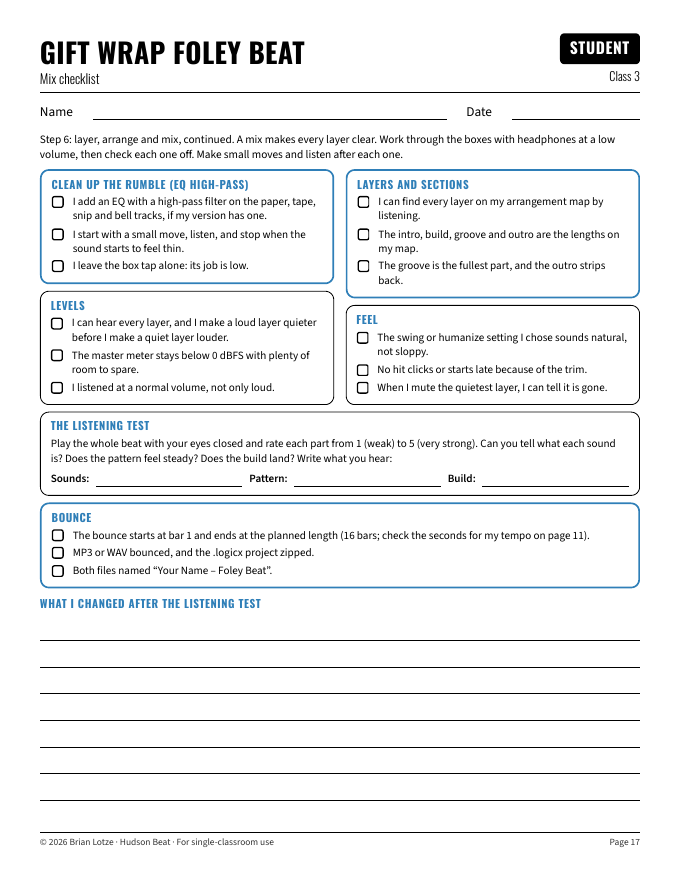 GIFT WRAP FOLEY BEAT
STUDENT
Mix checklist
Class 3
Name
Date
Step 6: layer, arrange and mix, continued. A mix makes every layer clear. Work through the boxes with headphones at a low
volume, then check each one off. Make small moves and listen after each one.
CLEAN UP THE RUMBLE (EQ HIGH-PASS)
I add an EQ with a high-pass filter on the paper, tape,
snip and bell tracks, if my version has one.
I start with a small move, listen, and stop when the
sound starts to feel thin.
I leave the box tap alone: its job is low.
LEVELS
I can hear every layer, and I make a loud layer quieter
before I make a quiet layer louder.
The master meter stays below 0 dBFS with plenty of
room to spare.
I listened at a normal volume, not only loud.
LAYERS AND SECTIONS
I can find every layer on my arrangement map by
listening.
The intro, build, groove and outro are the lengths on
my map.
The groove is the fullest part, and the outro strips
back.
FEEL
The swing or humanize setting I chose sounds natural,
not sloppy.
No hit clicks or starts late because of the trim.
When I mute the quietest layer, I can tell it is gone.
THE LISTENING TEST
Play the whole beat with your eyes closed and rate each part from 1 (weak) to 5 (very strong). Can you tell what each sound
is? Does the pattern feel steady? Does the build land? Write what you hear:
Sounds: Pattern: Build:
BOUNCE
The bounce starts at bar 1 and ends at the planned length (16 bars; check the seconds for my tempo on page 11).
MP3 or WAV bounced, and the .logicx project zipped.
Both files named “Your Name – Foley Beat”.
WHAT I CHANGED AFTER THE LISTENING TEST
© 2026 Brian Lotze · Hudson Beat · For single-classroom use
Page 17